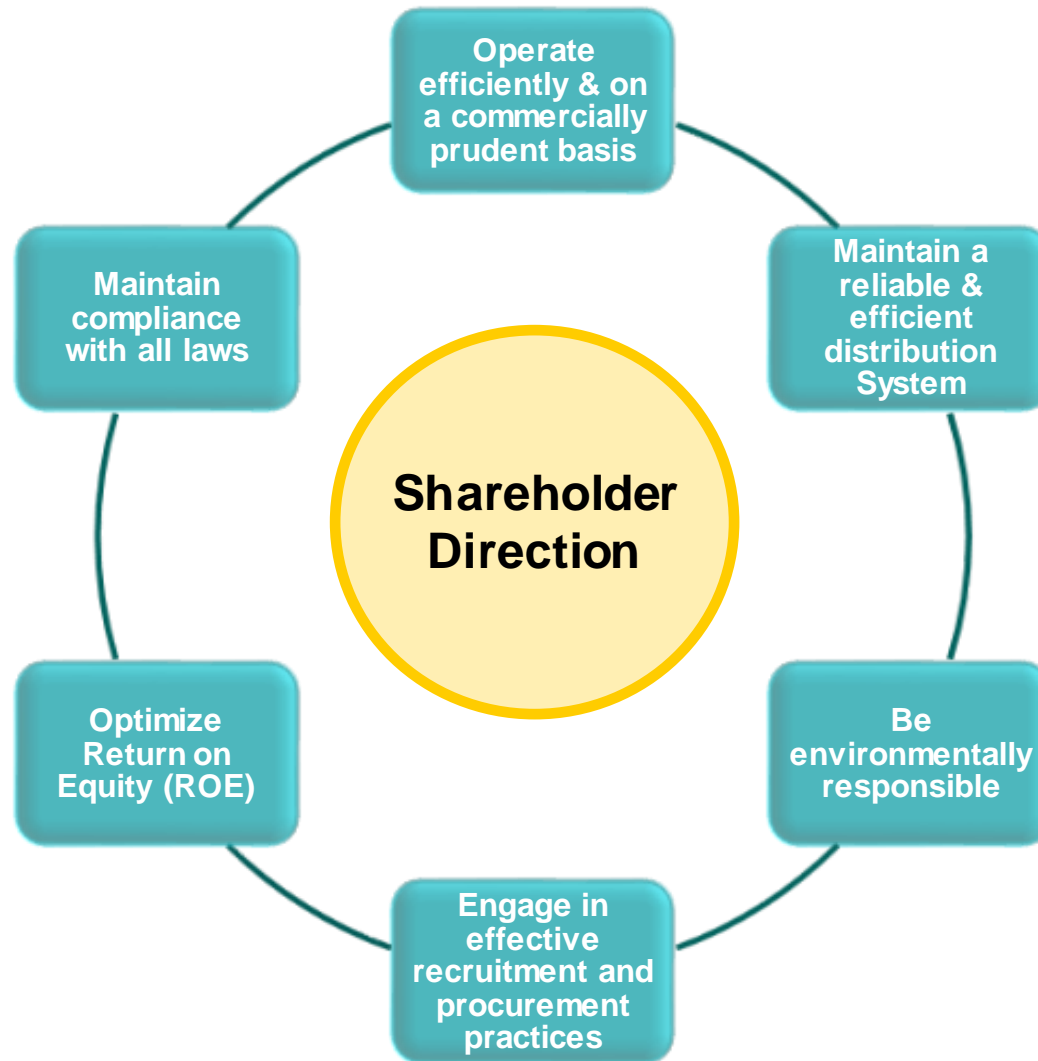 Operate
efficiently & on
a commercially
prudent basis
Maintain a
reliable &
efficient
distribution
System
Be
environmentally
responsible
Engage in
effective
recruitment and
procurement
practices
Optimize
Return on
Equity (ROE)
Maintain
compliance
with all laws
Shareholder
Direction